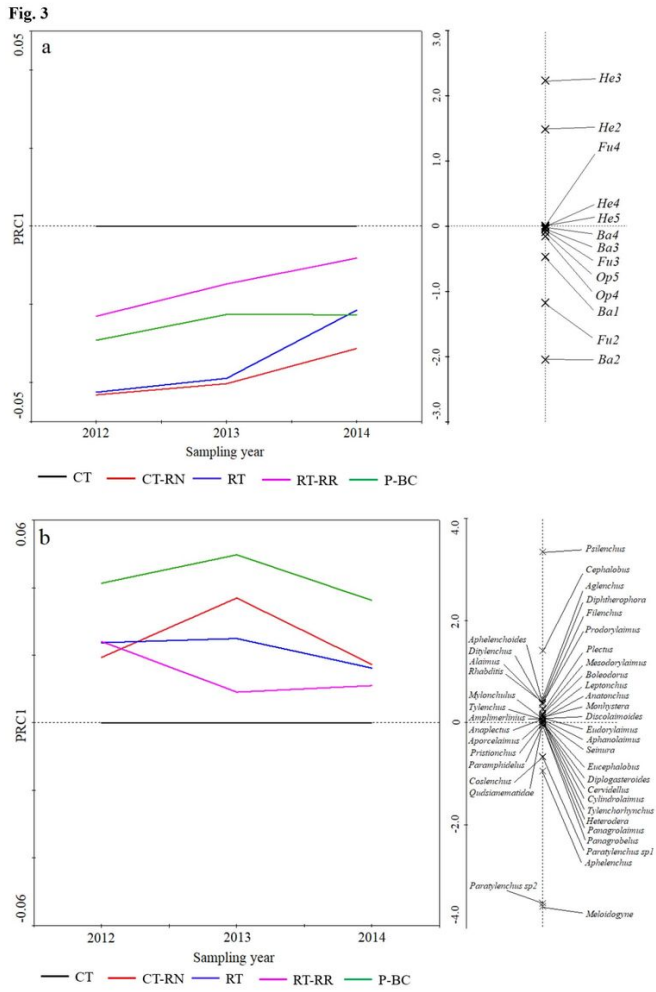 Fig. 3
a
0.05
PRC1
-0.05
2012 2013 2014
Sampling year
3.0
2.0
1.0
0
-1.0
-2.0
-3.0
He3
He2
Fu4
He4
He5
Ba4
Ba3
Fu3
Op5
Op4
Ba1
Fu2
Ba2
CT CT-RN RT RT-RR P-BC
b
0.06
PRC1
-0.06
2012 2013 2014
Sampling year
4.0
2.0
0
-2.0
-4.0
Aphelenchoides
Ditylenchus
Alaimus
Rhabditis
Mylonchulus
Tylenchus
Amplimerlinius
Anaplectus
Aporcelaimus
Pristionchus
Paramphidelus
Coslenchus
Qudsianematidae
Paratylenchus sp2
Psilenchus
Cephalobus
Aglenchus
Diphtherophora
Filenchus
Prodorylaimus
Plectus
Mesodorylaimus
Boleodorus
Leptonchus
Anatonchus
Monhystera
Discolaimoides
Eudorylaimus
Aphanolaimus
Seinura
Eucephalobus
Diplogasteroides
Cervidellus
Cylindrolaimus
Tylenchorhynchus
Heterodera
Panagrolaimus
Panagrobelus
Paratylenchus sp1
Aphelenchus
Meloidogyne
CT CT-RN RT RT-RR P-BC